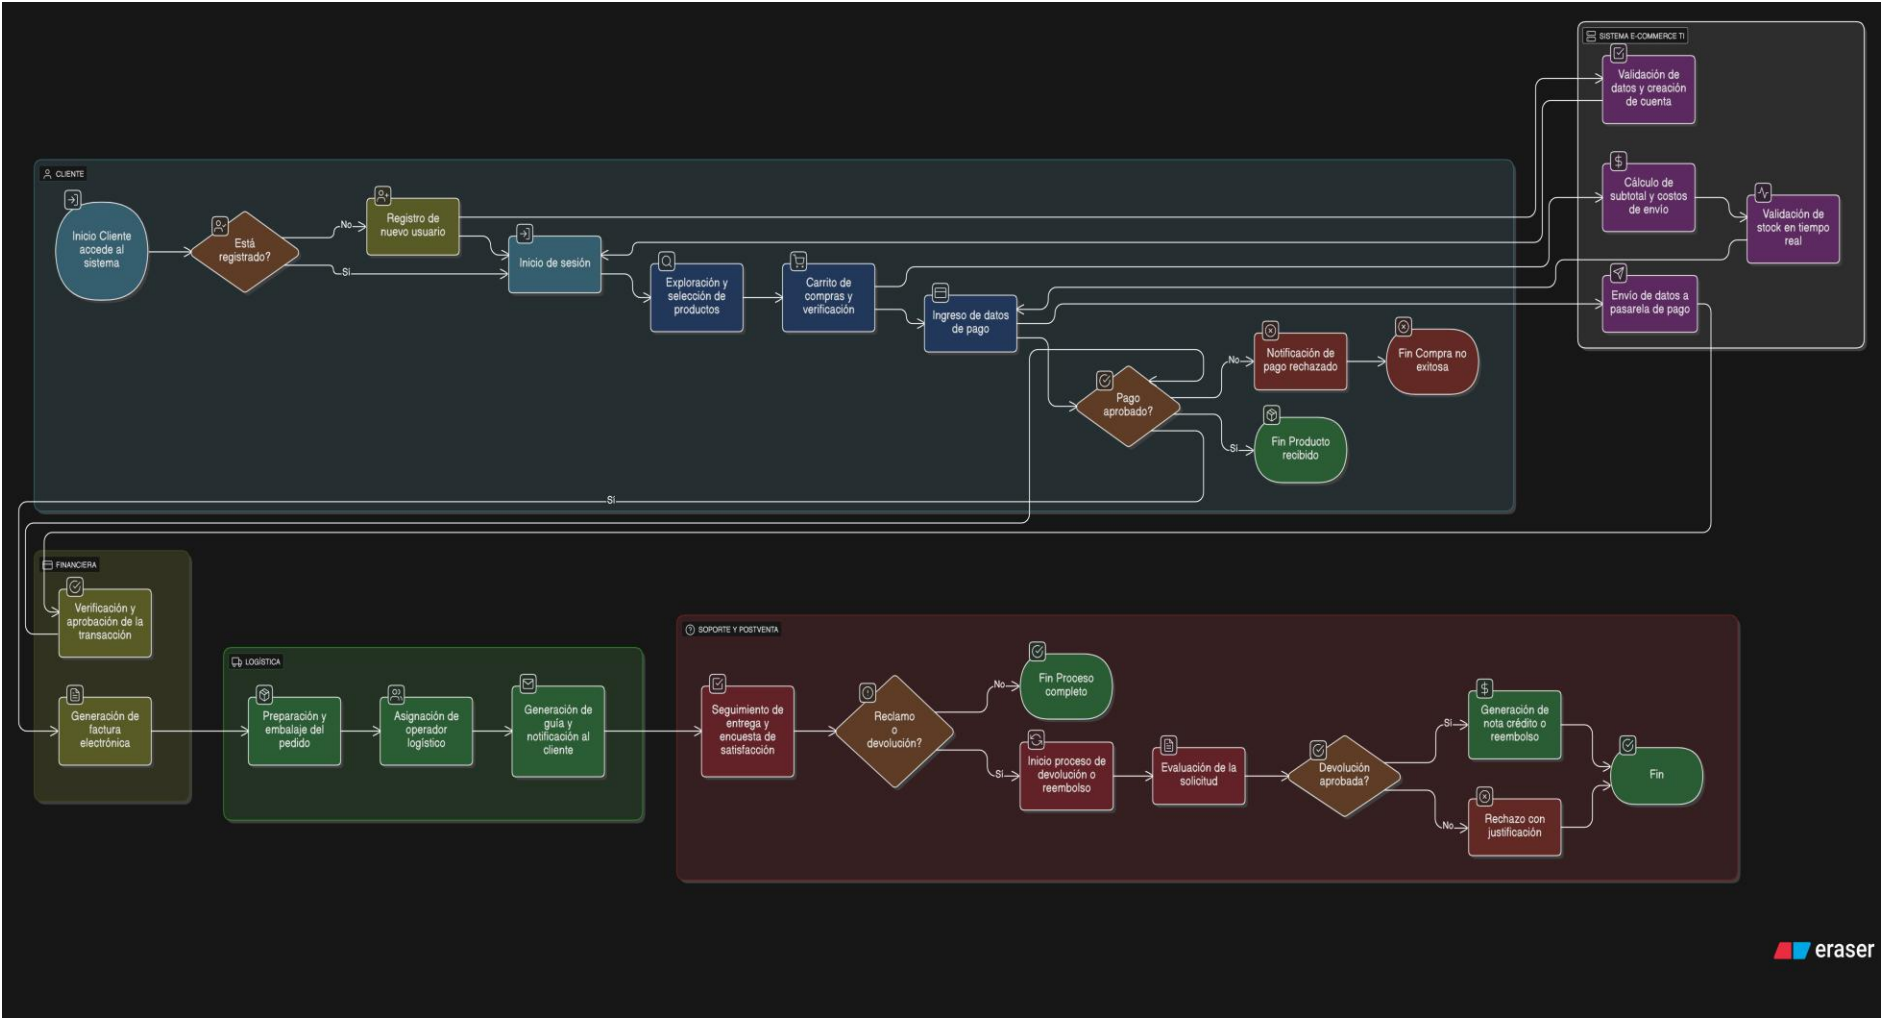 SISTEMA E-COMMERCE TI
Validación de
datos y creación
de cuenta
Cálculo de
subtotal y costos
de envío
Validación de
stock en tiempo
real
Envío de datos a
pasarela de pago
CLIENTE
Inicio Cliente
accede al
sistema
Está
registrado?
No
Sí
Registro de
nuevo usuario
Inicio de sesión
Exploración y
selección de
productos
Carrito de
compras y
verificación
Ingreso de datos
de pago
Pago
aprobado?
No
Notificación de
pago rechazado
Fin Compra no
exitosa
Sí
Fin Producto
recibido
Sí
FINANCIERA
Verificación y
aprobación de la
transacción
Generación de
factura
electrónica
LOGÍSTICA
Preparación y
embalaje del
pedido
Asignación de
operador
logístico
Generación de
guía y
notificación al
cliente
SOPORTE Y POSTVENTA
Seguimiento de
entrega y
encuesta de
satisfacción
Reclamo
o
devolución?
No
Fin Proceso
completo
Sí
Inicio proceso de
devolución o
reembolso
Evaluación de la
solicitud
Devolución
aprobada?
Sí
Generación de
nota crédito o
reembolso
No
Rechazo con
justificación
Fin
eraser